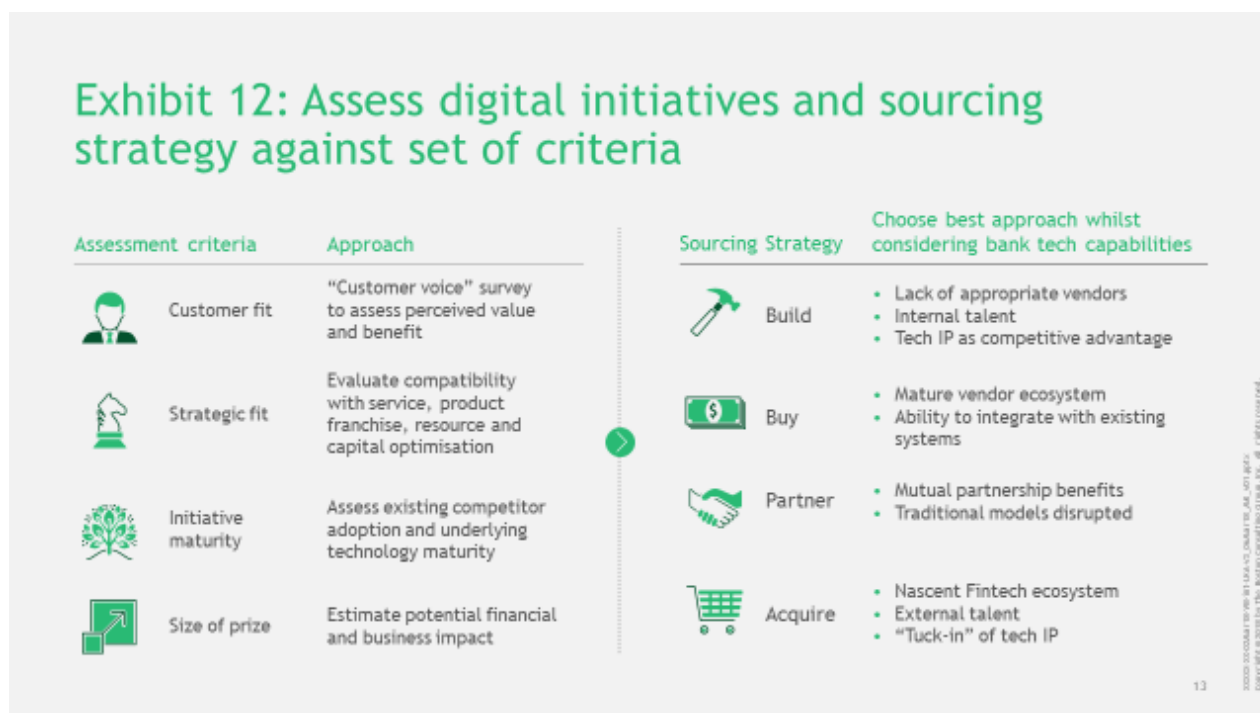 Exhibit 12: Assess digital initiatives and sourcing
strategy against set of criteria
Assessment criteria
Approach
Customer fit
“Customer voice” survey
to assess perceived value
and benefit
Strategic fit
Evaluate compatibility
with service, product
franchise, resource and
capital optimisation
Initiative
maturity
Assess existing competitor
adoption and underlying
technology maturity
Size of prize
Estimate potential financial
and business impact
Sourcing Strategy
Choose best approach whilst
considering bank tech capabilities
Build
• Lack of appropriate vendors
• Internal talent
• Tech IP as competitive advantage
Buy
• Mature vendor ecosystem
• Ability to integrate with existing
systems
Partner
• Mutual partnership benefits
• Traditional models disrupted
Acquire
• Nascent Fintech ecosystem
• External talent
• “Tuck-in” of tech IP
13